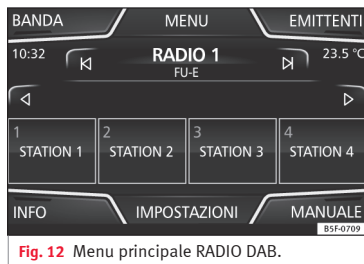 BANDA MENU EMITTENTI
10:32 RADIO 1 23.5 °C
FU-E
1 2 3 4
STATION 1 STATION 2 STATION 3 STATION 4
INFO IMPOSTAZIONI MANUALE
B5F-0709
Fig. 12 Menu principale RADIO DAB.